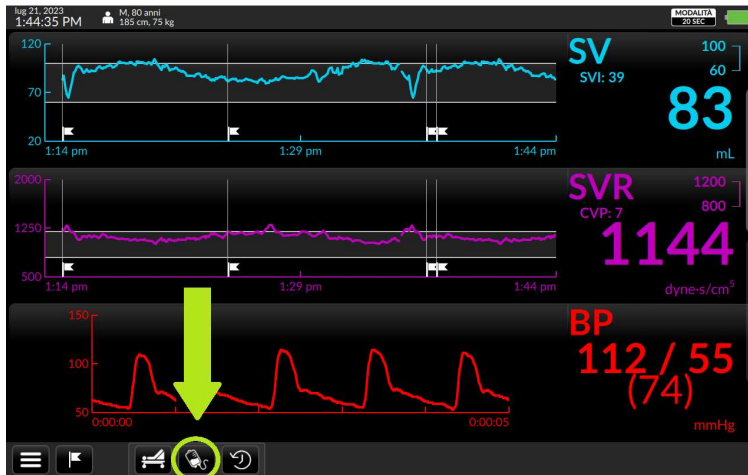 lug 21, 2023
1:44:35 PM
M, 80 anni
185 cm, 75 kg
MODALITÀ
20 SEC
120
70
20
1:14 pm
1:29 pm
1:44 pm
SV
SVI: 39
100
60
83
mL
2000
1250
500
1:14 pm
1:29 pm
1:44 pm
SVR
CVP: 7
1200
800
1144
dyne·s/cm⁵
150
100
50
0:00:00
0:00:05
BP
112 / 55
(74)
mmHg